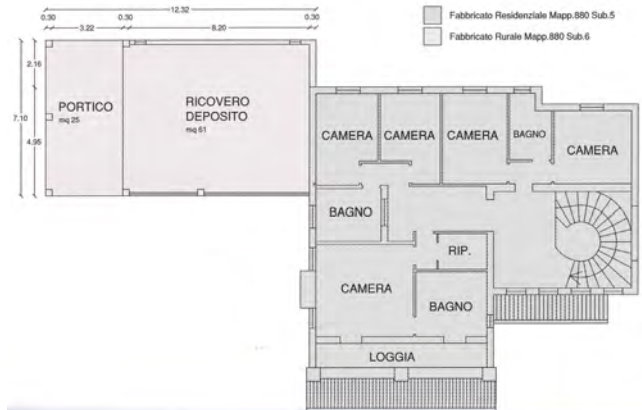 12.32
0.30 0.30 0.30
3.22 8.20
Fabbricato Residenziale Mapp.880 Sub.5
Fabbricato Rurale Mapp.880 Sub.6
2.16
7.10
4.95
PORTICO
mq 25
RICOVERO
DEPOSITO
mq 61
CAMERA
CAMERA
CAMERA
BAGNO
CAMERA
BAGNO
RIP.
CAMERA
BAGNO
LOGGIA